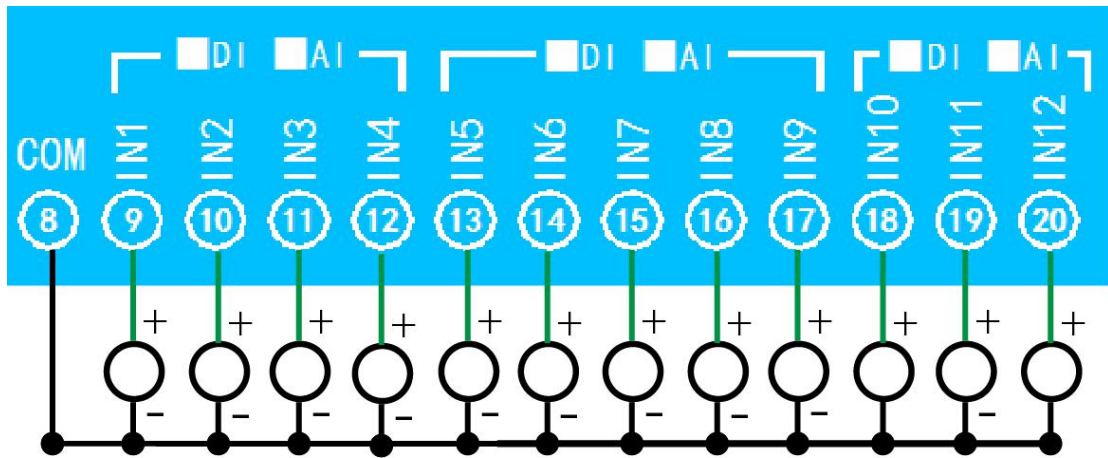 ■DI ■AI ■DI ■AI ■DI ■AI
COM IN1 IN2 IN3 IN4 IN5 IN6 IN7 IN8 IN9 IN10 IN11 IN12
8 9 10 11 12 13 14 15 16 17 18 19 20
+ + + + + + + + + + + +
- - - - - - - - - - -